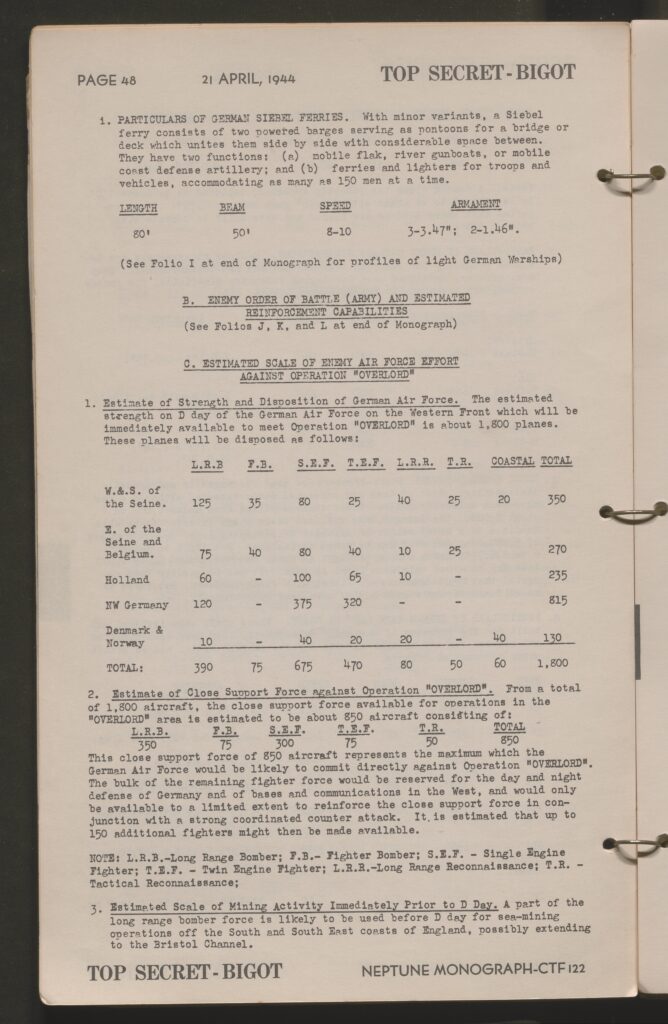 PAGE 48 21 APRIL, 1944 TOP SECRET-BIGOT
1. PARTICULARS OF GERMAN SIEBEL FERRIES. With minor variants, a Siebel
ferry consists of two powered barges serving as pontoons for a bridge or
deck which unites them side by side with considerable space between.
They have two functions: (a) mobile flak, river gunboats, or mobile
coast defense artillery; and (b) ferries and lighters for troops and
vehicles, accommodating as many as 150 men at a time.
LENGTH BEAM SPEED ARMAMENT
80' 50' 8-10 3-3.47"; 2-1.46".
(See Folio I at end of Monograph for profiles of light German Warships)
B. ENEMY ORDER OF BATTLE (ARMY) AND ESTIMATED
REINFORCEMENT CAPABILITIES
(See Folios J, K, and L at end of Monograph)
C. ESTIMATED SCALE OF ENEMY AIR FORCE EFFORT
AGAINST OPERATION "OVERLORD"
1. Estimate of Strength and Disposition of German Air Force. The estimated
strength on D day of the German Air Force on the Western Front which will be
immediately available to meet Operation "OVERLORD" is about 1,800 planes.
These planes will be disposed as follows:
L.R.B F.B. S.E.F. T.E.F. L.R.R. T.R. COASTAL TOTAL
W.&.S. of
the Seine. 125 35 80 25 40 25 20 350
E. of the
Seine and
Belgium. 75 40 80 40 10 25 270
Holland 60 - 100 65 10 - 235
NW Germany 120 - 375 320 - - 815
Denmark &
Norway 10 - 40 20 20 - 40 130
TOTAL: 390 75 675 470 80 50 60 1,800
2. Estimate of Close Support Force against Operation "OVERLORD". From a total
of 1,800 aircraft, the close support force available for operations in the
"OVERLORD" area is estimated to be about 850 aircraft consisting of:
L.R.B. F.B. S.E.F. T.E.F. T.R. TOTAL
350 75 300 75 50 850
This close support force of 850 aircraft represents the maximum which the
German Air Force would be likely to commit directly against Operation "OVERLORD".
The bulk of the remaining fighter force would be reserved for the day and night
defense of Germany and of bases and communications in the West, and would only
be available to a limited extent to reinforce the close support force in con-
junction with a strong coordinated counter attack. It is estimated that up to
150 additional fighters might then be made available.
NOTE: L.R.B.-Long Range Bomber; F.B.- Fighter Bomber; S.E.F. - Single Engine
Fighter; T.E.F. - Twin Engine Fighter; L.R.R.-Long Range Reconnaissance; T.R. -
Tactical Reconnaissance;
3. Estimated Scale of Mining Activity Immediately Prior to D Day. A part of the
long range bomber force is likely to be used before D day for sea-mining
operations off the South and South East coasts of England, possibly extending
to the Bristol Channel.
TOP SECRET-BIGOT NEPTUNE MONOGRAPH-CTF 122